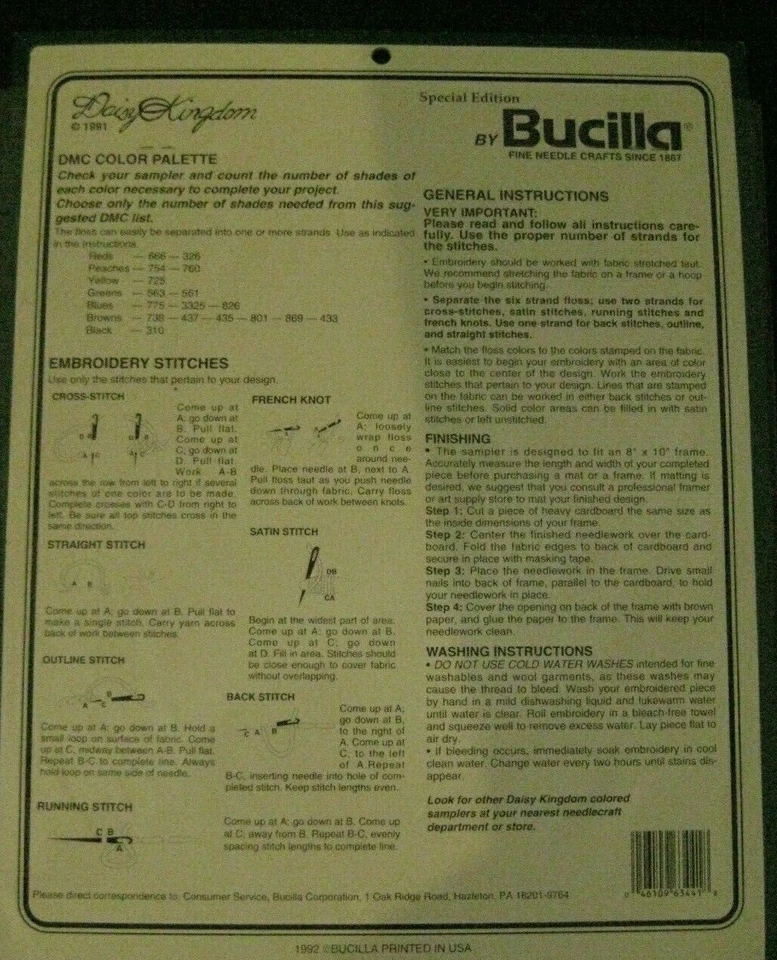 Daisy Kingdom
© 1991
DMC COLOR PALETTE
Check your sampler and count the number of shades of
each color necessary to complete your project.
Choose only the number of shades needed from this sug-
gested DMC list.
The floss can easily be separated into one or more strands. Use as indicated
in the instructions.
Reds — 666 — 326
Peaches — 754 — 760
Yellow — 725
Greens — 563 — 561
Blues — 775 — 3325 — 826
Browns — 738 — 437 — 435 — 801 — 869 — 433
Black — 310
EMBROIDERY STITCHES
Use only the stitches that pertain to your design.
CROSS-STITCH
Come up at
A; go down at
B. Pull flat.
Come up at
C; go down at
D. Pull flat.
Work A-B
across the row from left to right if several
stitches of one color are to be made.
Complete crosses with C-D from right to
left. Be sure all top stitches cross in the
same direction.
STRAIGHT STITCH
A B
Come up at A; go down at B. Pull flat to
make a single stitch. Carry yarn across
back of work between stitches.
OUTLINE STITCH
A C B
Come up at A; go down at B. Hold a
small loop on surface of fabric. Come
up at C, midway between A-B. Pull flat.
Repeat B-C to complete line. Always
hold loop on same side of needle.
RUNNING STITCH
C B
A
Come up at A; go down at B. Come up
at C; away from B. Repeat B-C, evenly
spacing stitch lengths to complete line.
FRENCH KNOT
Come up at
A; loosely
wrap floss
o n c e
around nee-
dle. Place needle at B, next to A.
Pull floss taut as you push needle
down through fabric. Carry floss
across back of work between knots.
SATIN STITCH
DB
CA
Begin at the widest part of area.
Come up at A; go down at B.
Come up at C; go down
at D. Fill in area. Stitches should
be close enough to cover fabric
without overlapping.
BACK STITCH
C A B
Come up at A;
go down at B,
to the right of
A. Come up at
C, to the left
of A.Repeat
B-C, inserting needle into hole of com-
pleted stitch. Keep stitch lengths even.
Special Edition
BY Bucilla®
FINE NEEDLE CRAFTS SINCE 1867
GENERAL INSTRUCTIONS
VERY IMPORTANT:
Please read and follow all instructions care-
fully. Use the proper number of strands for
the stitches.
• Embroidery should be worked with fabric stretched taut.
We recommend stretching the fabric on a frame or a hoop
before you begin stitching.
• Separate the six strand floss; use two strands for
cross-stitches, satin stitches, running stitches and
french knots. Use one strand for back stitches, outline,
and straight stitches.
• Match the floss colors to the colors stamped on the fabric.
It is easiest to begin your embroidery with an area of color
close to the center of the design. Work the embroidery
stitches that pertain to your design. Lines that are stamped
on the fabric can be worked in either back stitches or out-
line stitches. Solid color areas can be filled in with satin
stitches or left unstitched.
FINISHING
• The sampler is designed to fit an 8" x 10" frame.
Accurately measure the length and width of your completed
piece before purchasing a mat or a frame. If matting is
desired, we suggest that you consult a professional framer
or art supply store to mat your finished design.
Step 1: Cut a piece of heavy cardboard the same size as
the inside dimensions of your frame.
Step 2: Center the finished needlework over the card-
board. Fold the fabric edges to back of cardboard and
secure in place with masking tape.
Step 3: Place the needlework in the frame. Drive small
nails into back of frame, parallel to the cardboard, to hold
your needlework in place.
Step 4: Cover the opening on back of the frame with brown
paper, and glue the paper to the frame. This will keep your
needlework clean.
WASHING INSTRUCTIONS
• DO NOT USE COLD WATER WASHES intended for fine
washables and wool garments, as these washes may
cause the thread to bleed. Wash your embroidered piece
by hand in a mild dishwashing liquid and lukewarm water
until water is clear. Roll embroidery in a bleach-free towel
and squeeze well to remove excess water. Lay piece flat to
air dry.
• If bleeding occurs, immediately soak embroidery in cool
clean water. Change water every two hours until stains dis-
appear.
Look for other Daisy Kingdom colored
samplers at your nearest needlecraft
department or store.
0 46109 63441 8
Please direct correspondence to: Consumer Service, Bucilla Corporation, 1 Oak Ridge Road, Hazleton, PA 18201-9764
1992 ©BUCILLA PRINTED IN USA